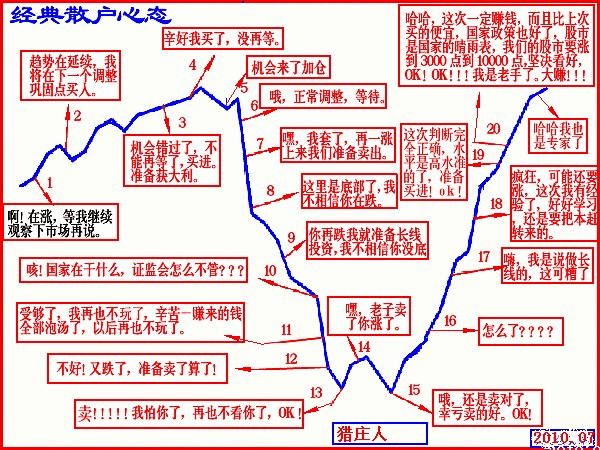 经典散户心态
辛好我买了，没再等。
4
趋势在延续，我
将在下一个调整
巩固点买人。
2
机会来了加仓
5
哦，正常调整，等待。
6
3
机会错过了，不
能再等了，买进。
准备获大利。
1
啊！在涨，等我继续
观察下市场再说。
嘿，我套了，再一涨
上来我们准备卖出。
7
这里是底部了，我
不相信你在跌。
8
你再跌我就准备长线
投资，我不相信你没底
9
咳！国家在干什么，证监会怎么不管???
10
受够了，我再也不玩了，辛苦一赚来的钱
全部泡汤了，以后再也不玩了。
11
不好！又跌了，准备卖了算了！
12
卖！！！！！我怕你了，再也不看你了，OK！
13
嘿，老子卖
了你涨了。
14
哦，还是卖对了，
幸亏卖的好。OK！
15
怎么了????
16
嗨，我是说做长
线的，这可糟了
17
疯狂，可能还要
涨，这次我有经
验了，好好学习
，还是要把本赶
转来的。
18
这次判断完
全正确，水
平是高水准
的了，准备
买进！ok！
19
20
哈哈我也
是专家了
哈哈，这次一定赚钱，而且比上次
买的便宜，国家政策也好了，股市
是国家的晴雨表，我们的股市要涨
到 3000 点到 10000 点，坚决看好，
OK！OK！！！我是老手了。大赚！！！
猎庄人
2010.07